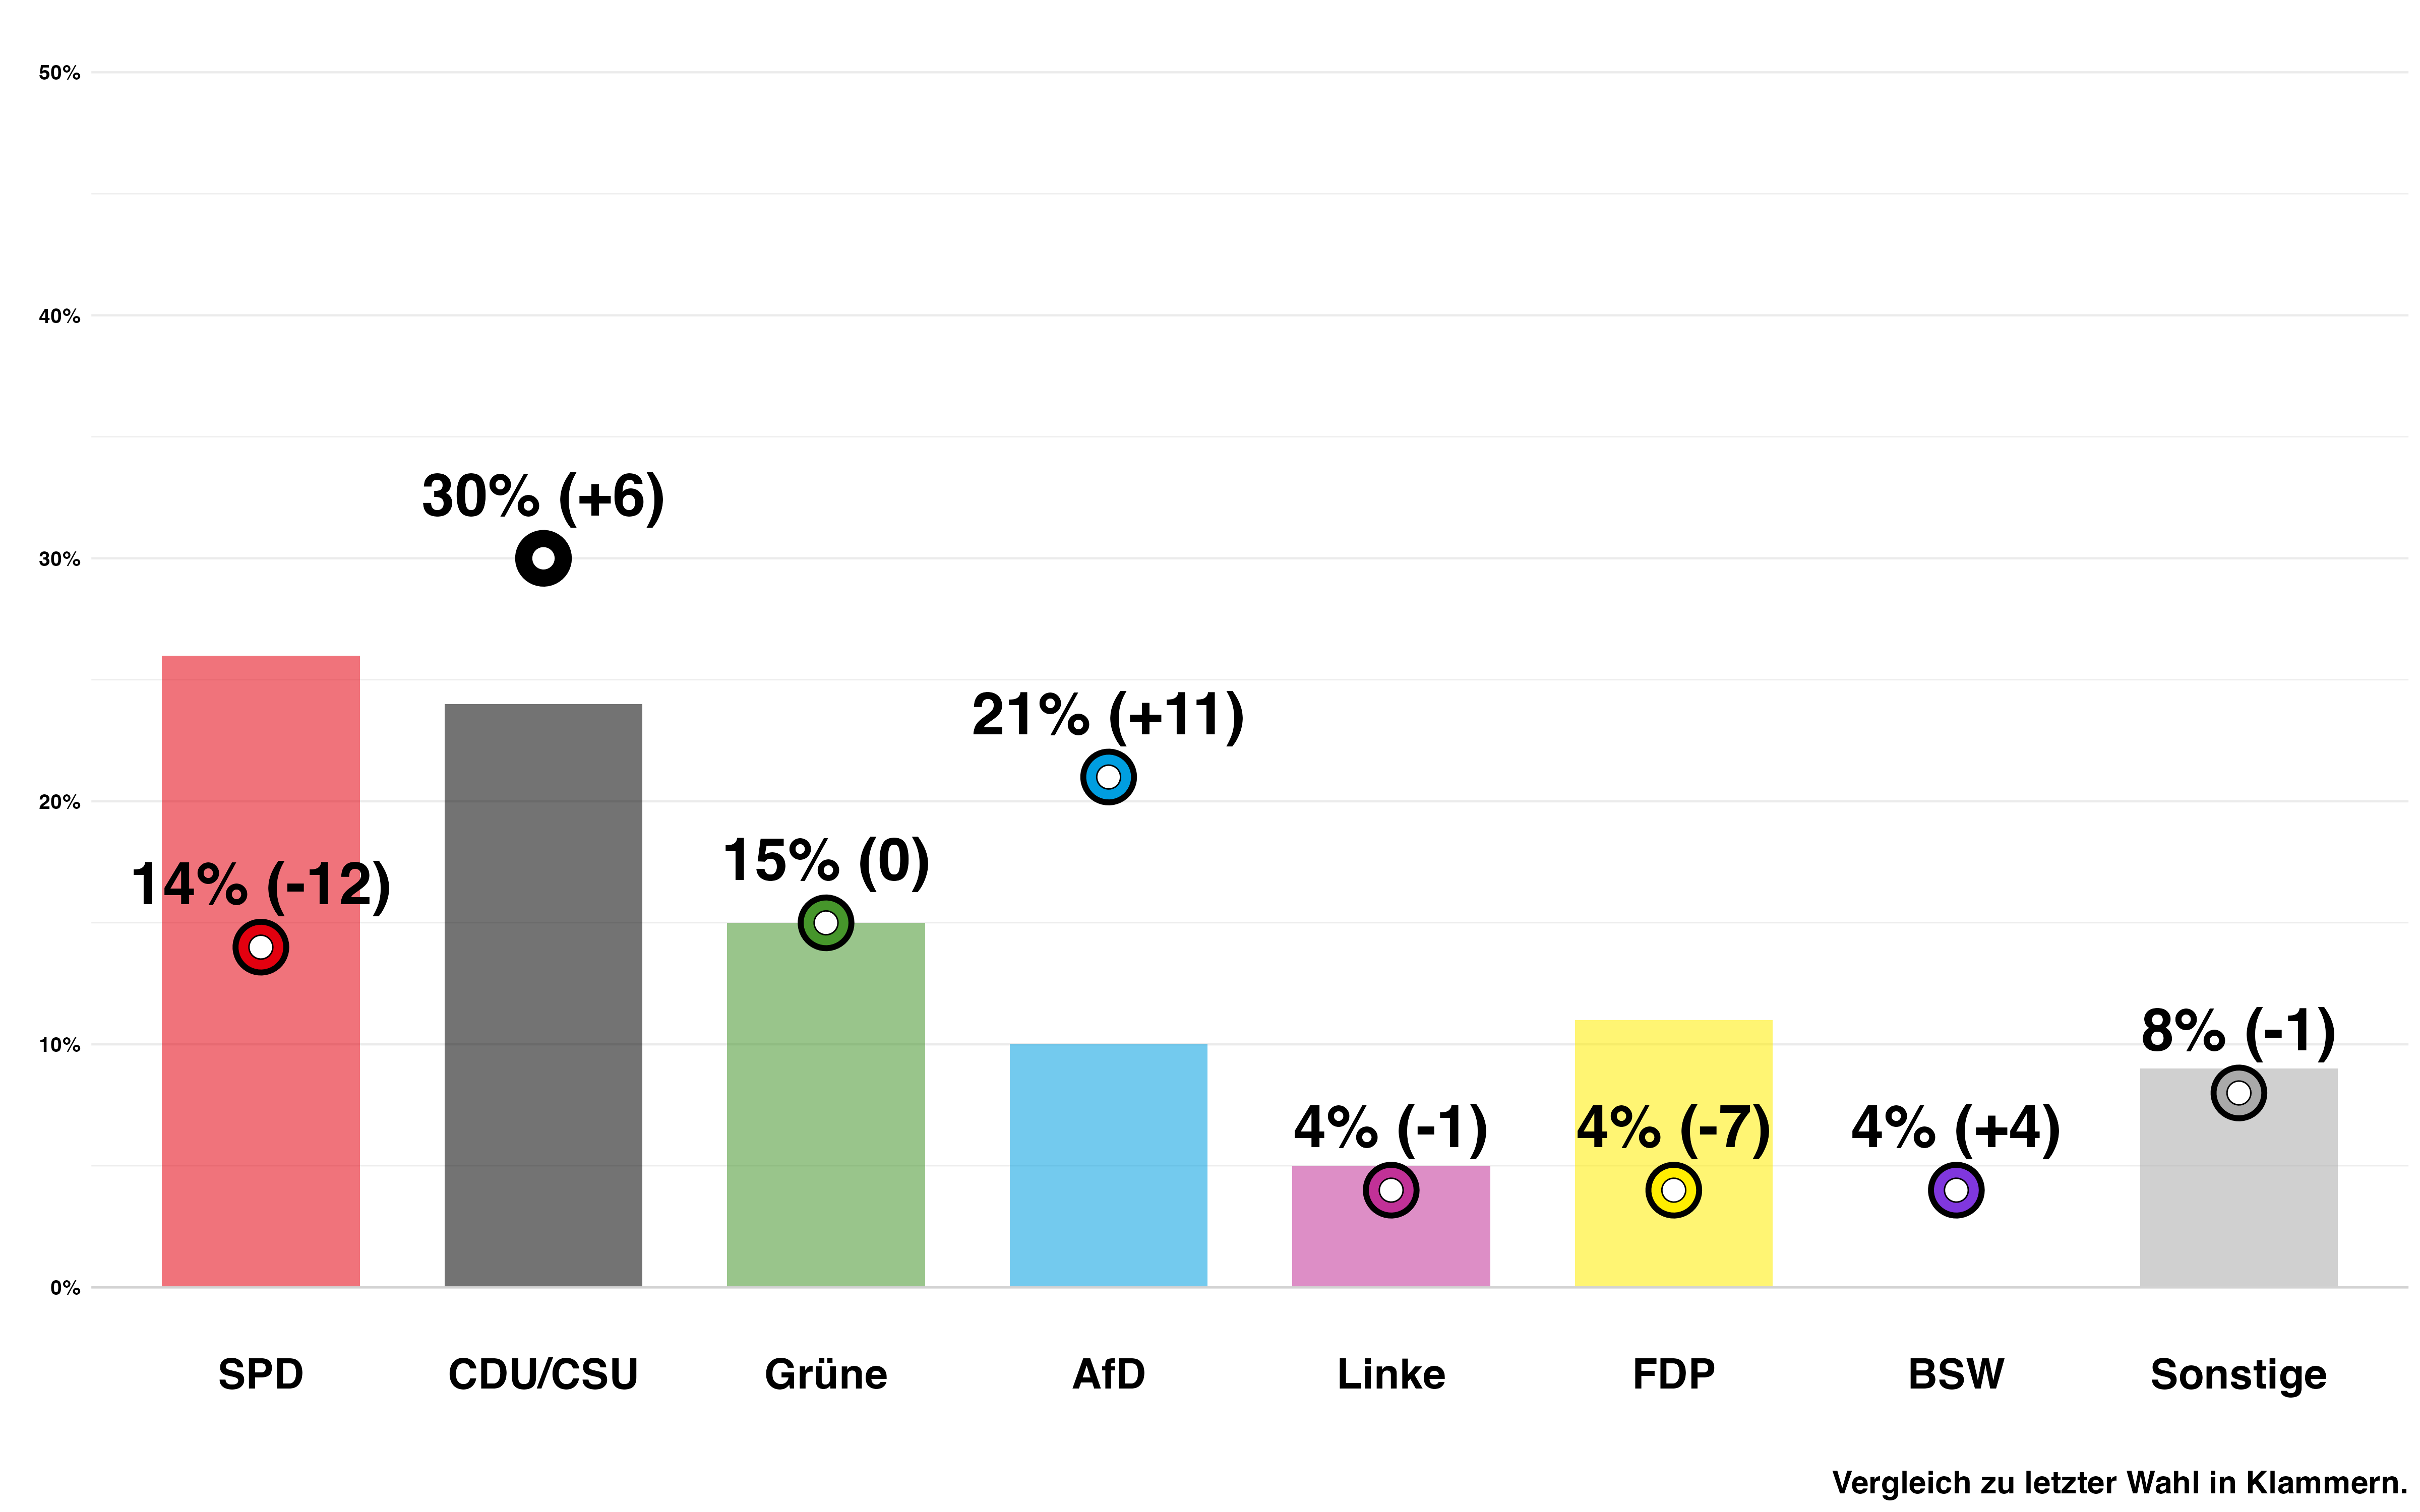 50%
40%
30%
20%
10%
0%
14% (-12)
30% (+6)
15% (0)
21% (+11)
4% (-1)
4% (-7)
4% (+4)
8% (-1)
SPD
CDU/CSU
Grüne
AfD
Linke
FDP
BSW
Sonstige
Vergleich zu letzter Wahl in Klammern.